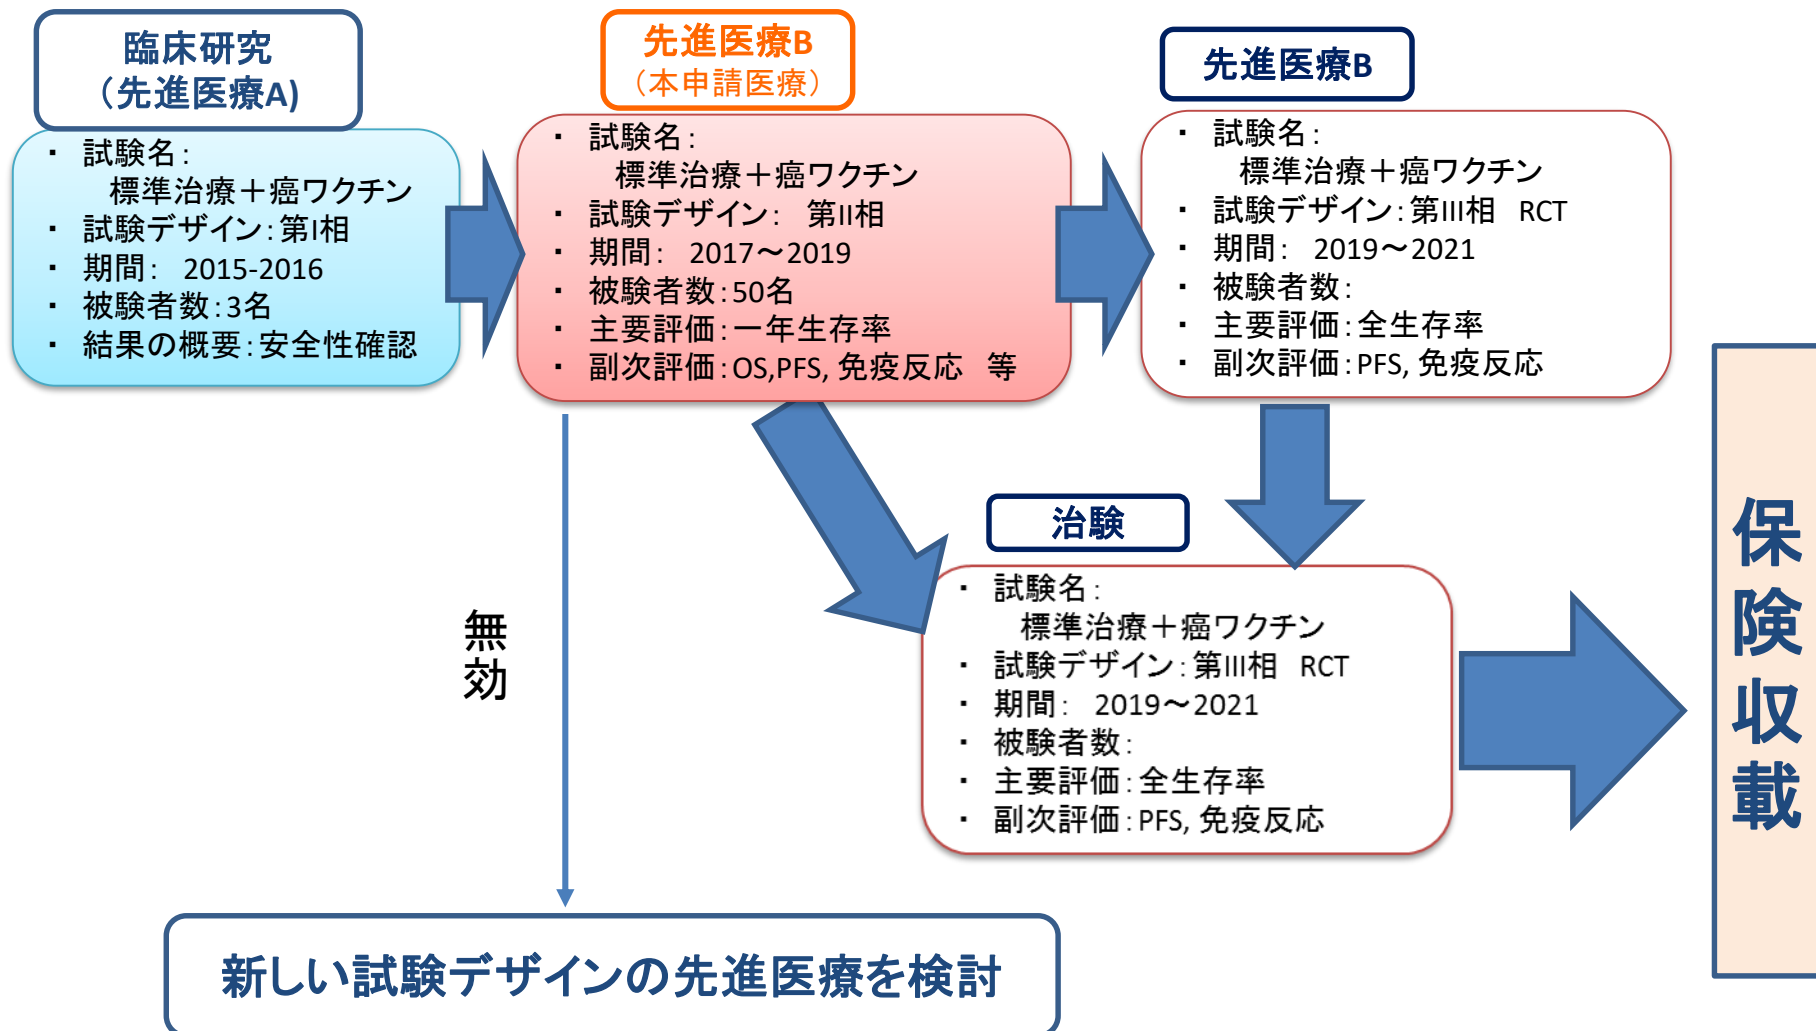 臨床研究
（先進医療A)
・ 試験名：
標準治療＋癌ワクチン
・ 試験デザイン：第I相
・ 期間： 2015-2016
・ 被験者数：3名
・ 結果の概要：安全性確認
先進医療B
（本申請医療）
・ 試験名：
標準治療＋癌ワクチン
・ 試験デザイン： 第II相
・ 期間： 2017～2019
・ 被験者数：50名
・ 主要評価：一年生存率
・ 副次評価：OS,PFS, 免疫反応　等
先進医療B
・ 試験名：
標準治療＋癌ワクチン
・ 試験デザイン：第III相　RCT
・ 期間： 2019～2021
・ 被験者数：
・ 主要評価：全生存率
・ 副次評価：PFS, 免疫反応
治験
・ 試験名：
標準治療＋癌ワクチン
・ 試験デザイン：第III相　RCT
・ 期間： 2019～2021
・ 被験者数：
・ 主要評価：全生存率
・ 副次評価：PFS, 免疫反応
無効
保険収載
新しい試験デザインの先進医療を検討